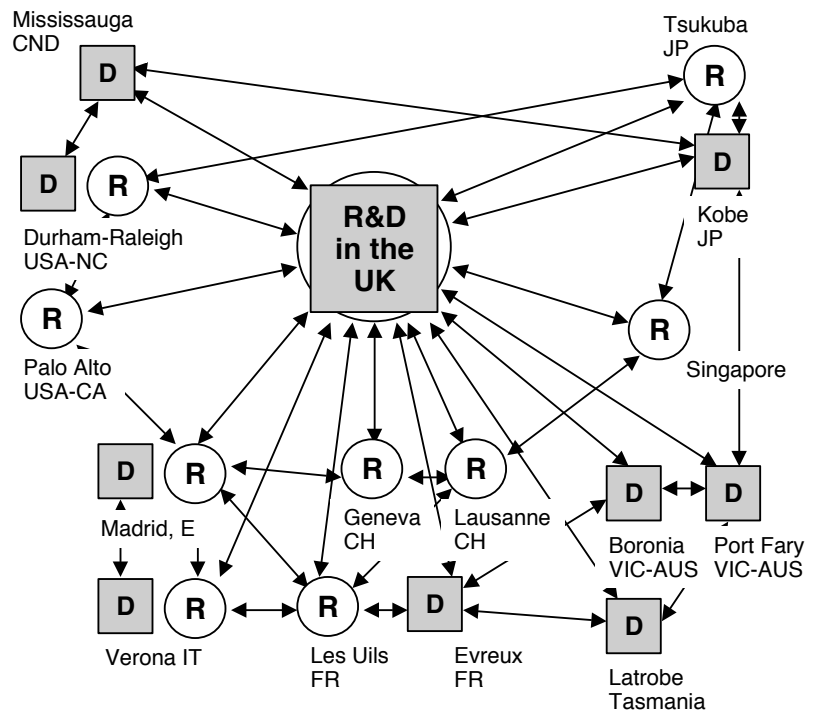 Mississauga
CND
D
Tsukuba
JP
R
D
D
R
Kobe
JP
Durham-Raleigh
USA-NC
R&D
in the
UK
R
Palo Alto
USA-CA
R
Singapore
D
R
Madrid, E
R
Geneva
CH
R
Lausanne
CH
D
Boronia
VIC-AUS
D
Port Fary
VIC-AUS
D
R
Verona IT
R
Les Uils
FR
D
Evreux
FR
D
Latrobe
Tasmania